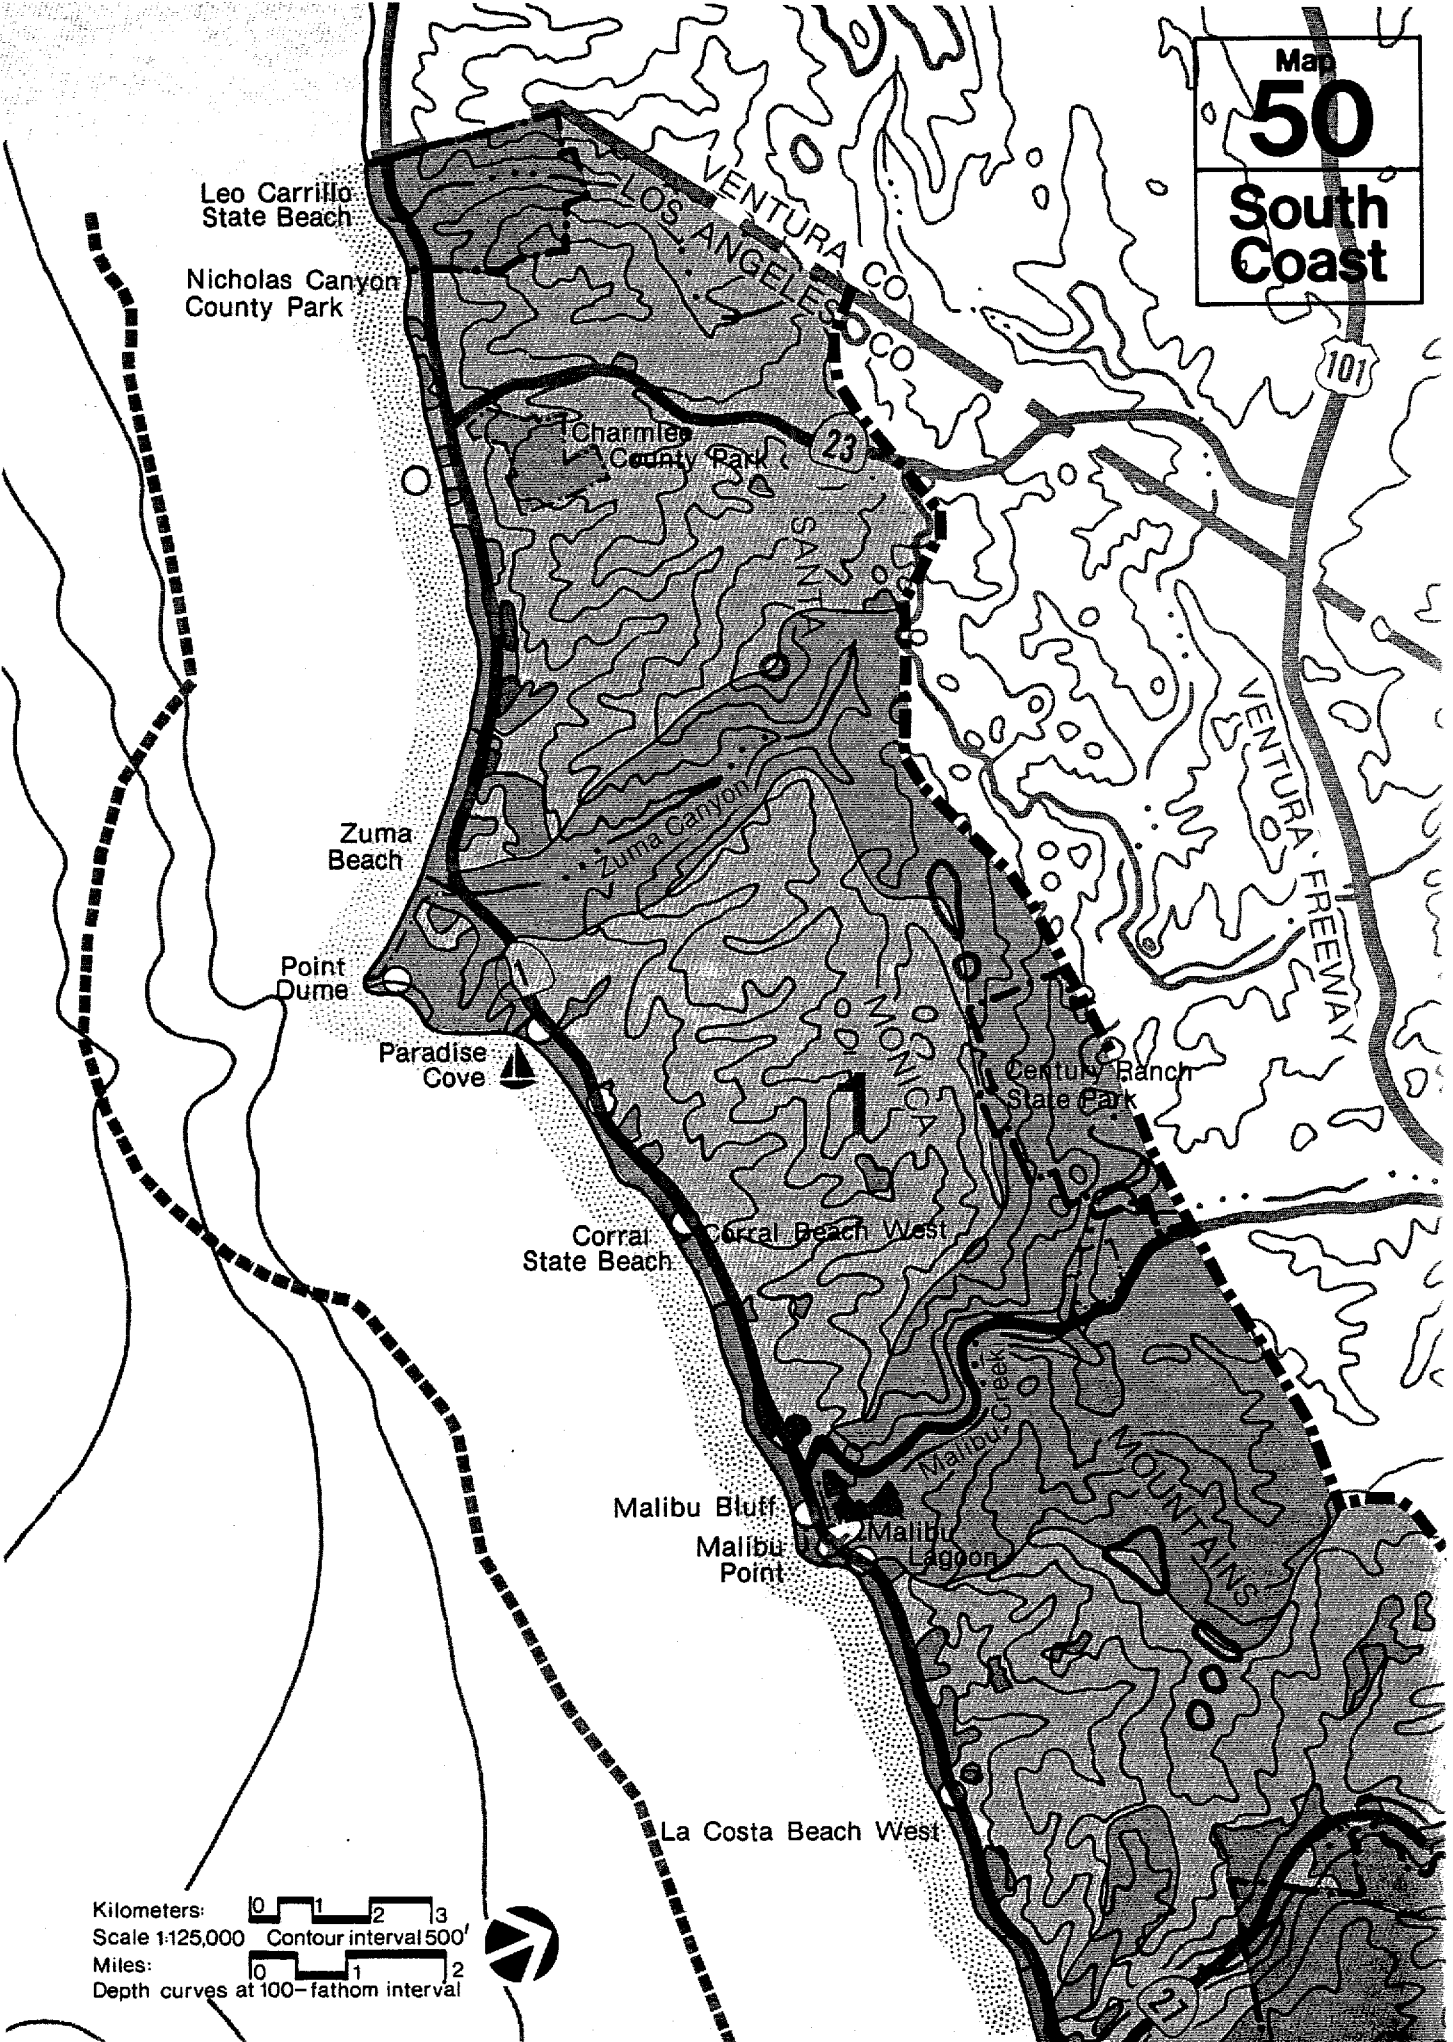 Map
50
South
Coast
Leo Carrillo
State Beach
VENTURA CO
LOS ANGELES CO
Nicholas Canyon
County Park
101
Charmlee
County Park
23
SANTA
VENTURA FREEWAY
Zuma Canyon
Zuma
Beach
Point
Dume
MONICA
Paradise
Cove
Century Ranch
State Park
1
Corral
State Beach
Corral Beach West
Malibu Creek
MOUNTAINS
Malibu Bluff
Malibu
Lagoon
Malibu
Point
La Costa Beach West
Kilometers: 0 1 2 3
Scale 1:125,000 Contour interval 500'
Miles: 0 1 2
Depth curves at 100-fathom interval
27